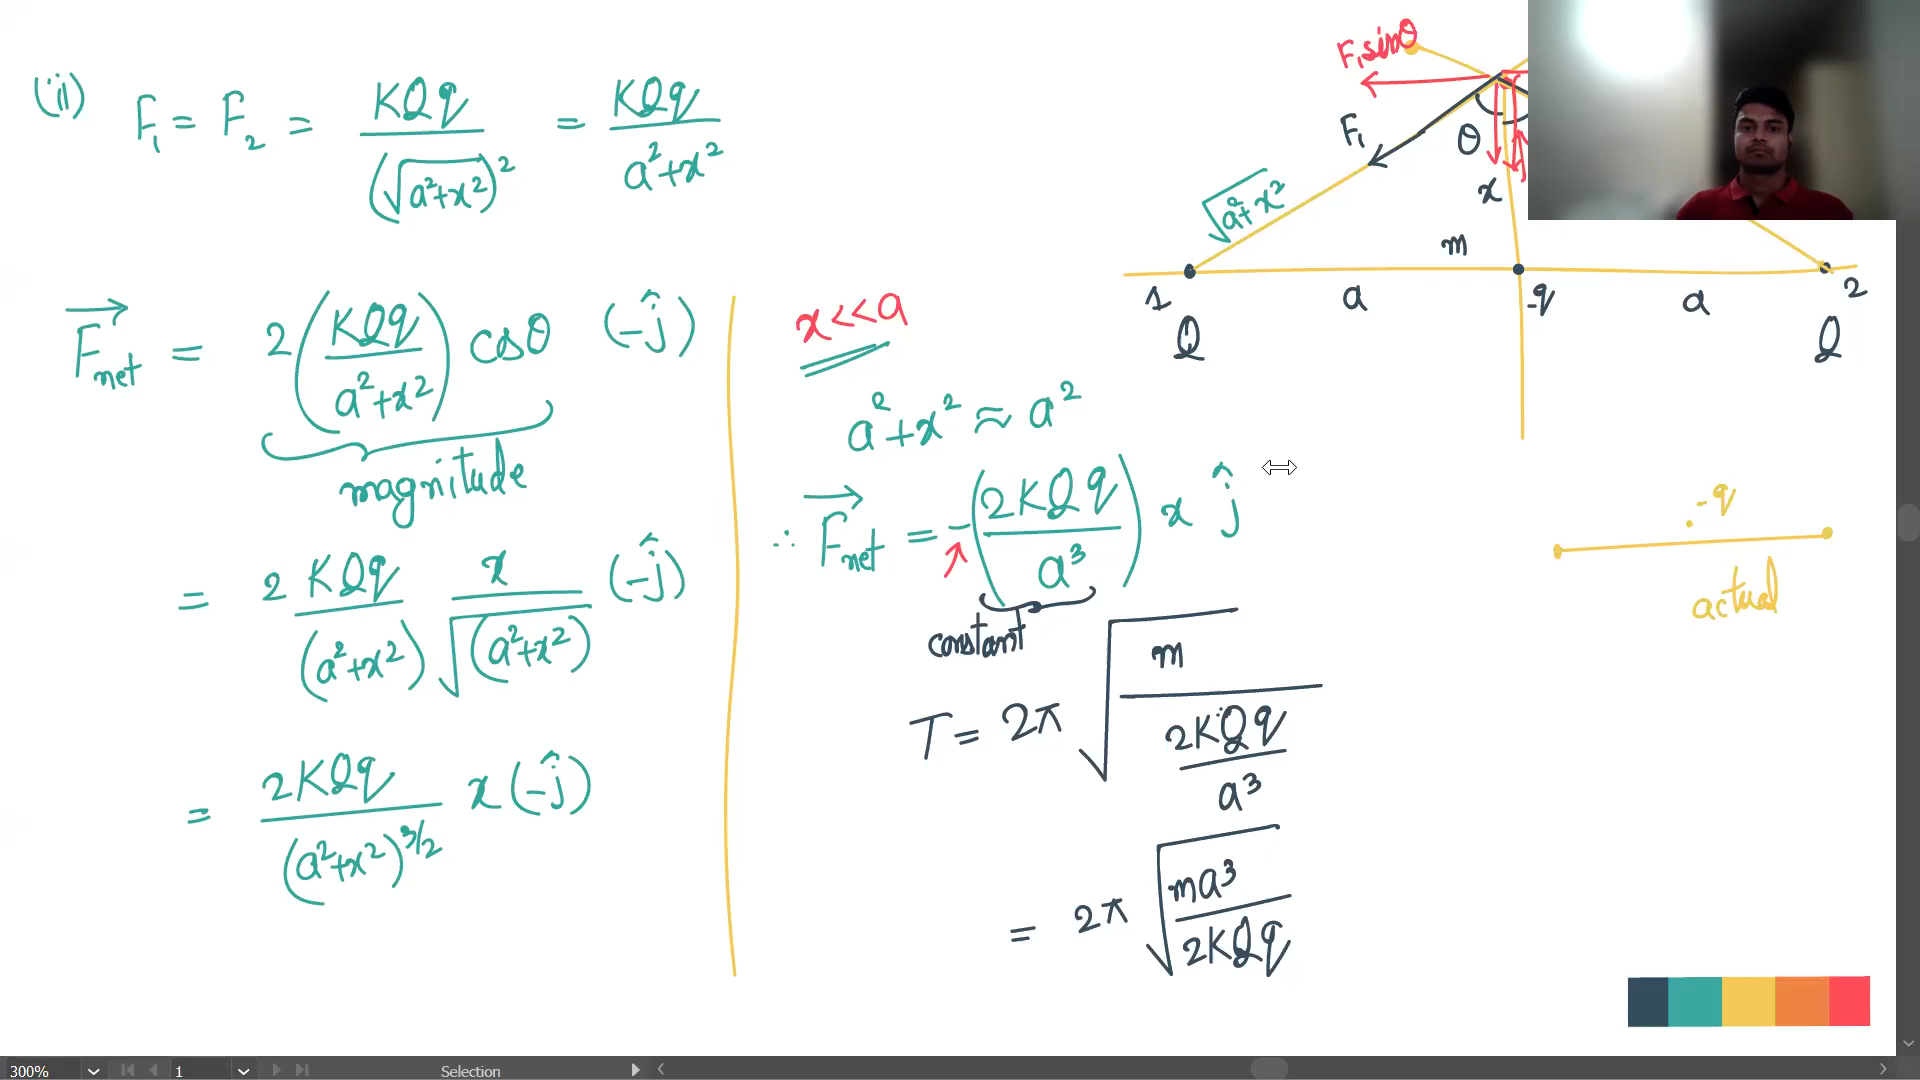 (ii) F₁ = F₂ = KQq / (√a²+x²)² = KQq / a²+x²
F₁sinθ
F₁
θ
x
√a²+x²
m
1
a
-q
a
2
Q
Q
F⃗net = 2 (KQq / a²+x²) cosθ (-ĵ)
magnitude
= 2 KQq / (a²+x²) x / √(a²+x²) (-ĵ)
= 2KQq / (a²+x²)^3/2 x (-ĵ)
x<<a
a²+x² ≈ a²
∴ F⃗net = -(2KQq / a³) x ĵ
constant
T = 2π √ m / 2KQq / a³
= 2π √ ma³ / 2KQq
-q
actual
300%
1
Selection